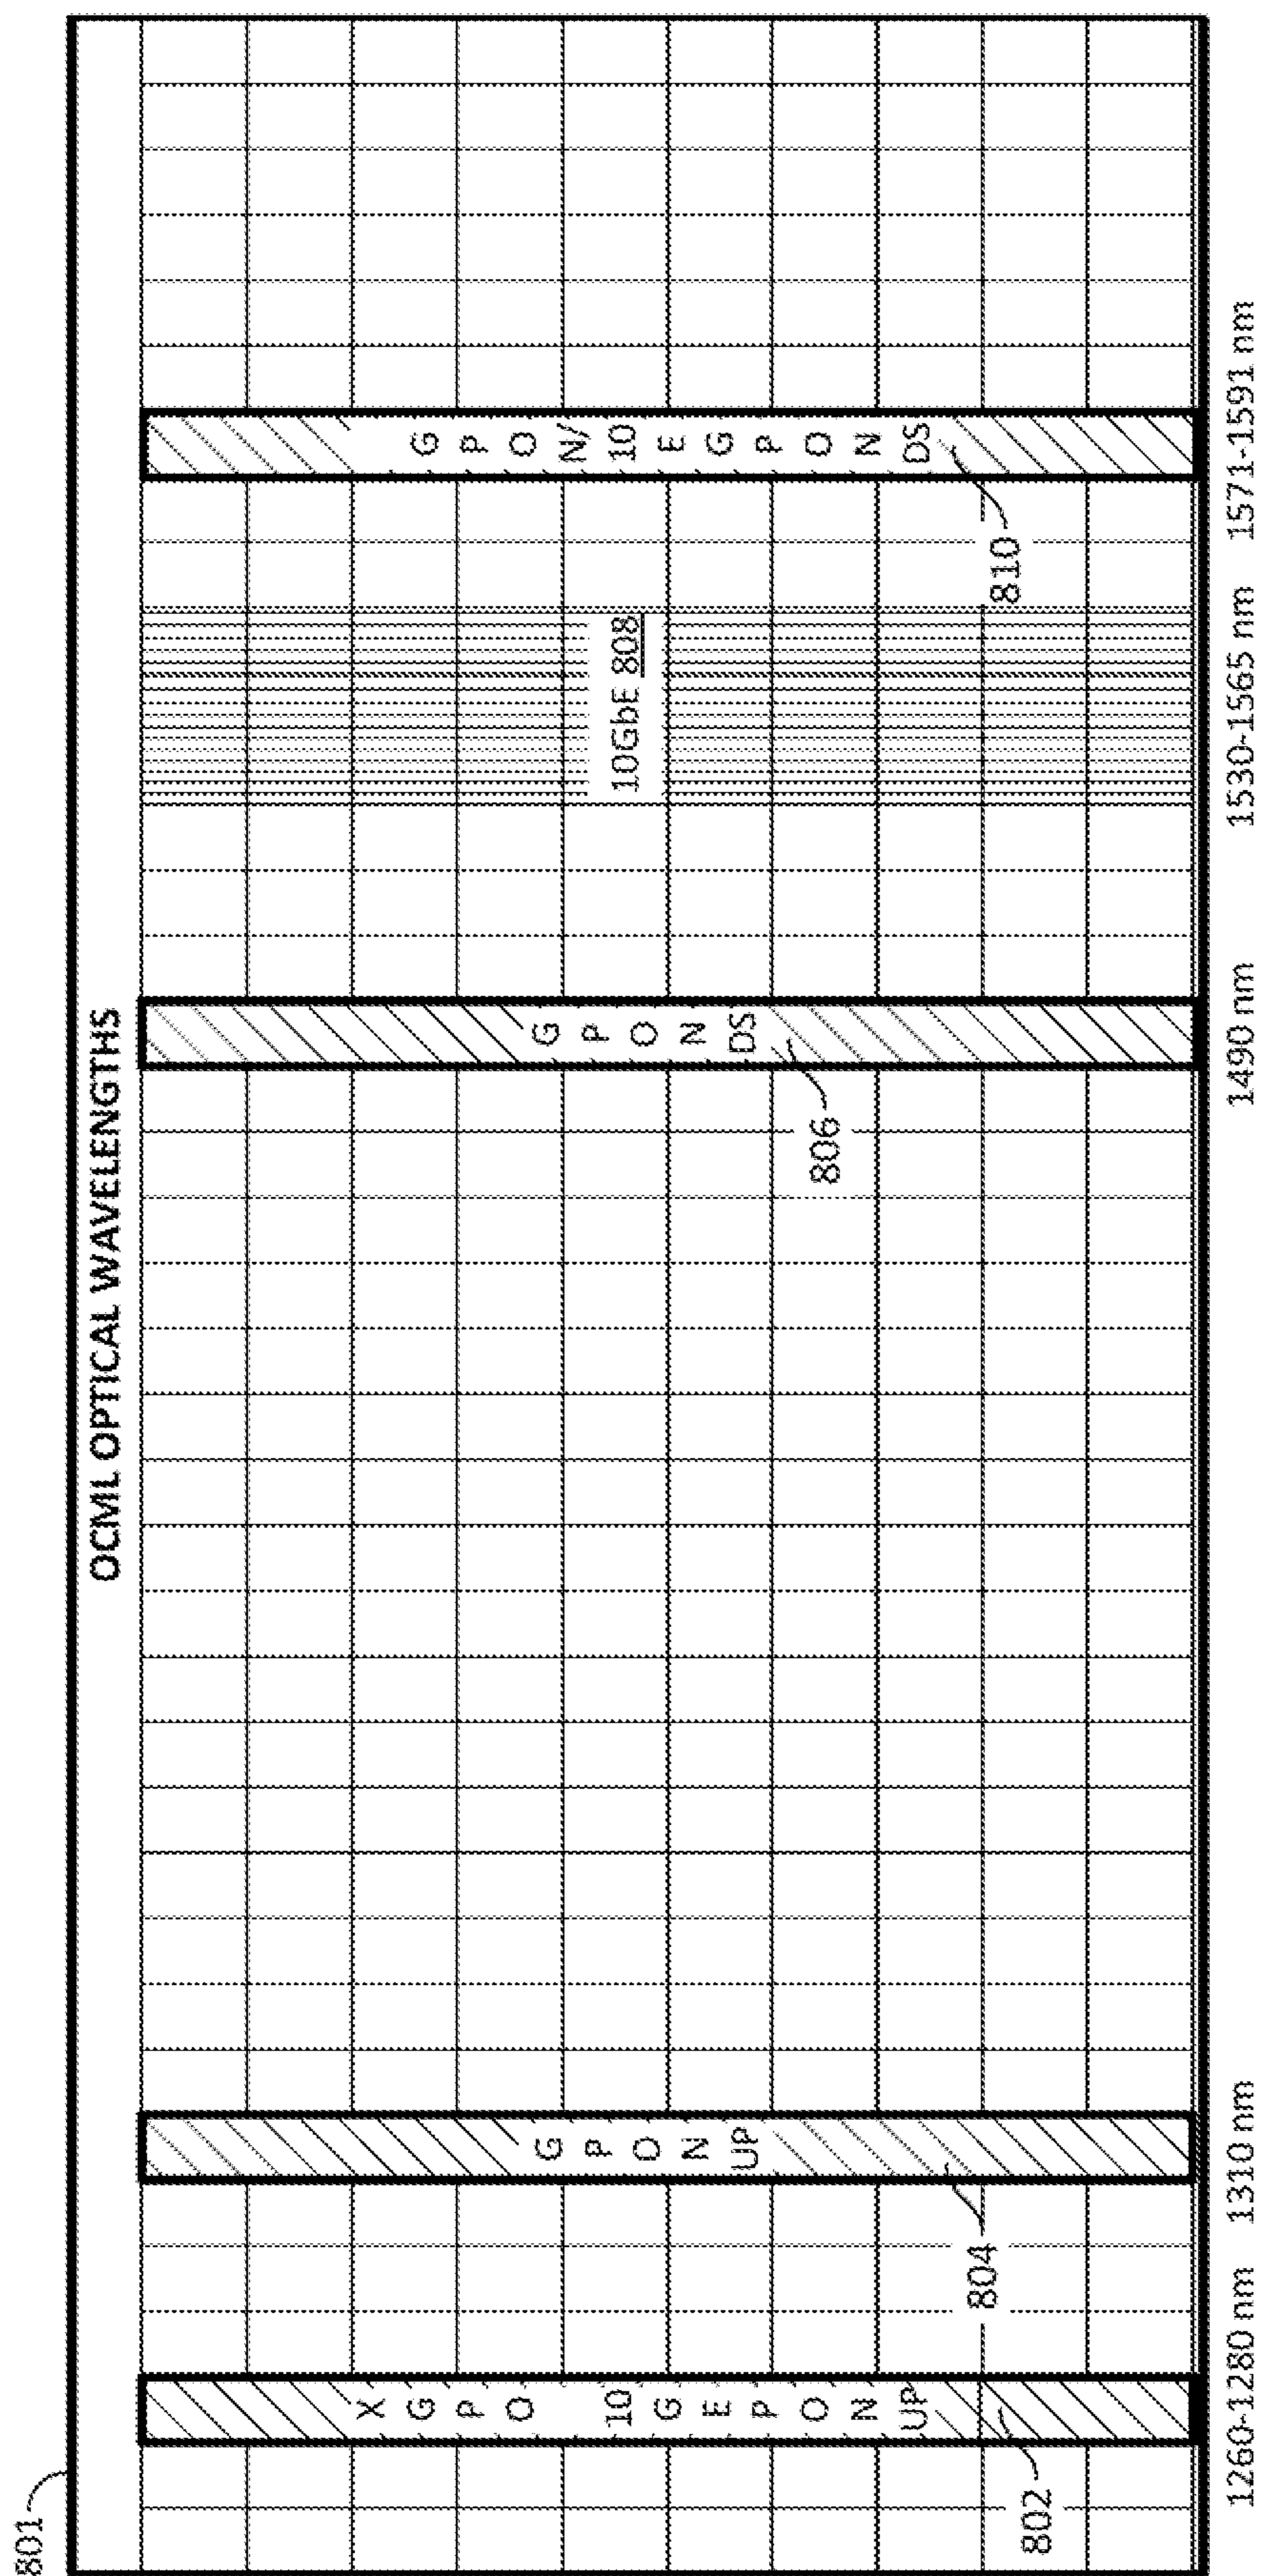 801
OCML OPTICAL WAVELENGTHS
X
G
P
O
10
G
E
P
O
N
UP
802
G
P
O
N
UP
804
G
P
O
N
DS
806
10GbE 808
G
P
O
N/
10
E
G
P
O
N
DS
810
1260-1280 nm
1310 nm
1490 nm
1530-1565 nm
1571-1591 nm